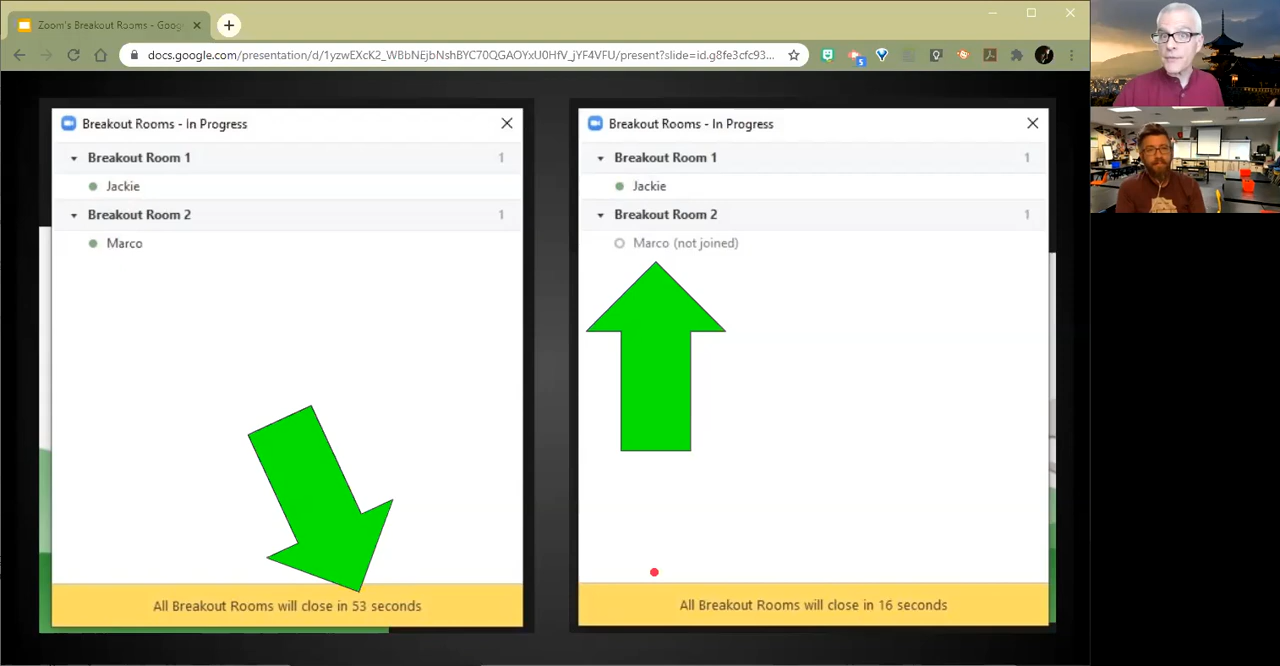 Zoom's Breakout Rooms - Goog
docs.google.com/presentation/d/1yzwEXcK2_WBbNEjbNshBYC70QGAOYxU0HfV_jYF4VFU/present?slide=id.g8fe3cfc93...
5
Breakout Rooms - In Progress
Breakout Room 1 1
Jackie
Breakout Room 2 1
Marco
All Breakout Rooms will close in 53 seconds
Breakout Rooms - In Progress
Breakout Room 1 1
Jackie
Breakout Room 2 1
Marco (not joined)
All Breakout Rooms will close in 16 seconds